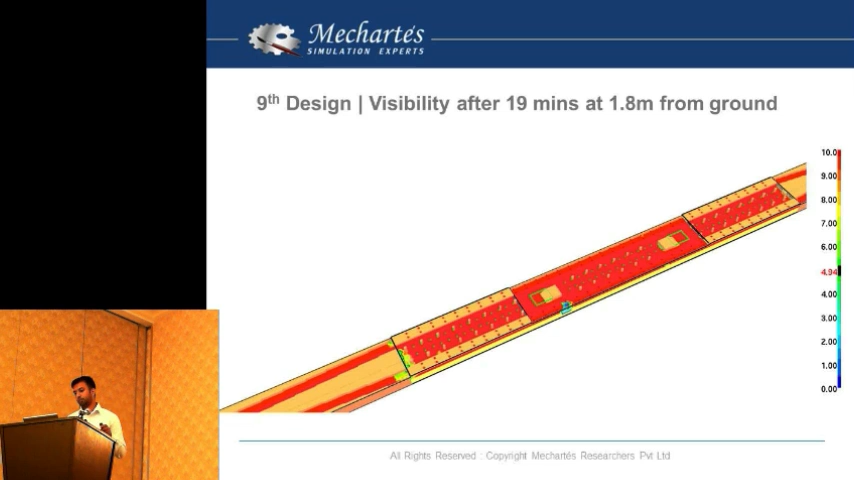 Mechartés
SIMULATION EXPERTS
9th Design | Visibility after 19 mins at 1.8m from ground
10.0
9.00
8.00
7.00
6.00
4.94
4.00
3.00
2.00
1.00
0.00
All Rights Reserved : Copyright Mechartés Researchers Pvt Ltd